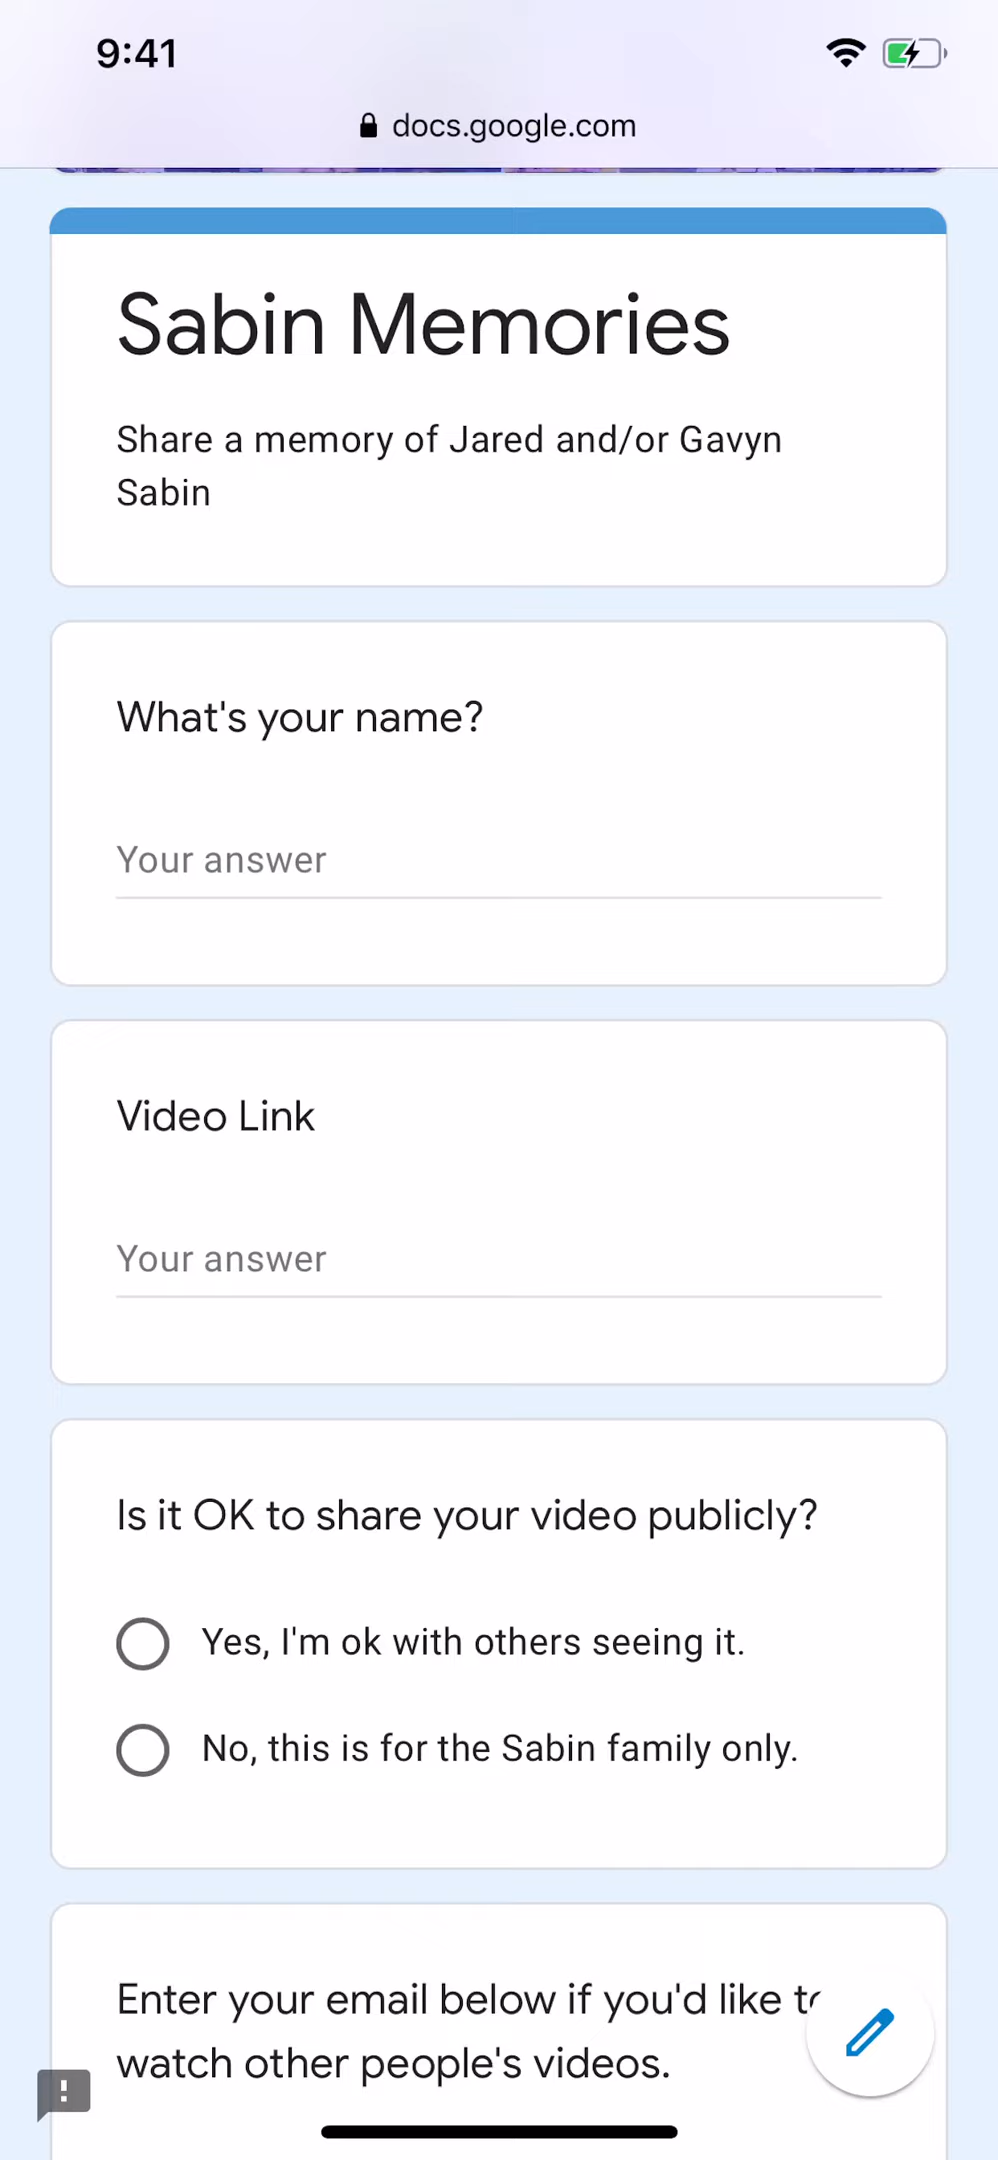 9:41
docs.google.com
Sabin Memories
Share a memory of Jared and/or Gavyn
Sabin
What's your name?
Your answer
Video Link
Your answer
Is it OK to share your video publicly?
Yes, I'm ok with others seeing it.
No, this is for the Sabin family only.
Enter your email below if you'd like to
watch other people's videos.